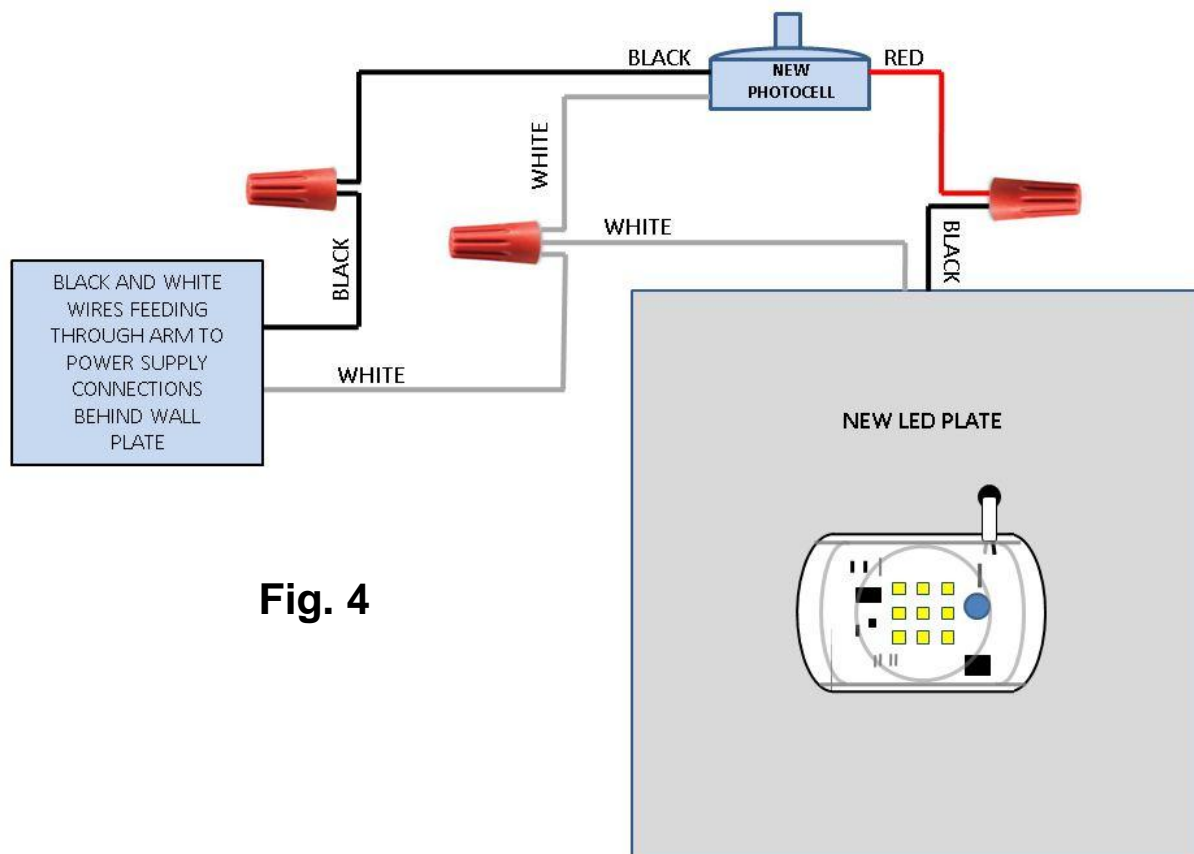 BLACK
NEW
PHOTOCELL
RED
WHITE
WHITE
BLACK
BLACK
BLACK AND WHITE
WIRES FEEDING
THROUGH ARM TO
POWER SUPPLY
CONNECTIONS
BEHIND WALL
PLATE
WHITE
NEW LED PLATE
Fig. 4